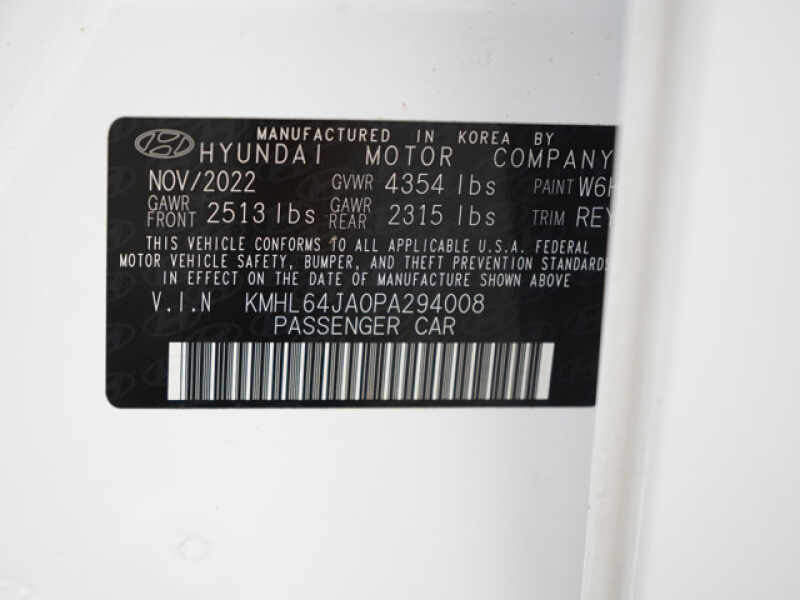 MANUFACTURED IN KOREA BY
HYUNDAI MOTOR COMPANY
NOV/2022 GVWR 4354 lbs PAINT W6
GAWR FRONT 2513 lbs GAWR REAR 2315 lbs TRIM REY
THIS VEHICLE CONFORMS TO ALL APPLICABLE U.S.A. FEDERAL
MOTOR VEHICLE SAFETY, BUMPER, AND THEFT PREVENTION STANDARDS
IN EFFECT ON THE DATE OF MANUFACTURE SHOWN ABOVE
V.I.N KMHL64JA0PA294008
PASSENGER CAR